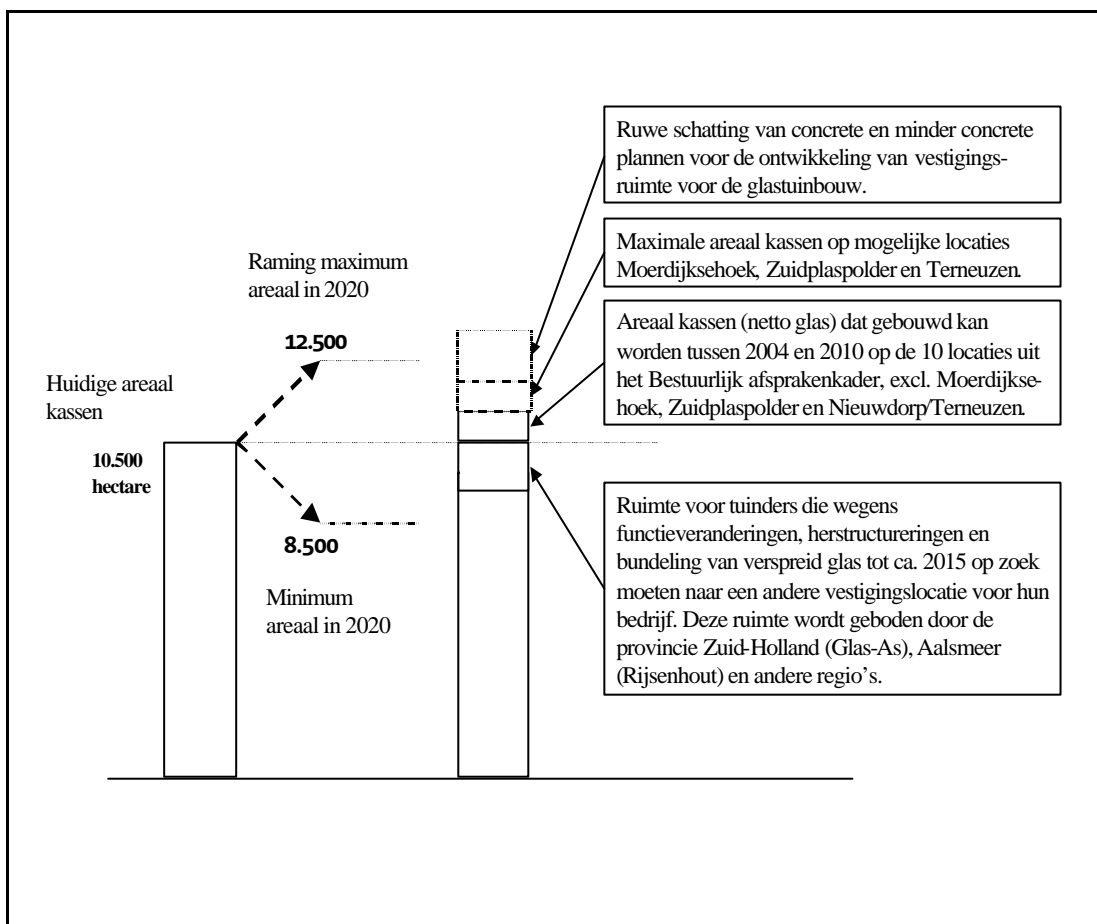 Ruwe schatting van concrete en minder concrete
plannen voor de ontwikkeling van vestigings-
ruimte voor de glastuinbouw.
Maximale areaal kassen op mogelijke locaties
Moerdijksehoek, Zuidplaspolder en Terneuzen.
Raming maximum
areaal in 2020
12.500
Areaal kassen (netto glas) dat gebouwd kan
worden tussen 2004 en 2010 op de 10 locaties uit
het Bestuurlijk afsprakenkader, excl. Moerdijkse-
hoek, Zuidplaspolder en Nieuwdorp/Terneuzen.
Huidige areaal
kassen
10.500
hectare
8.500
Minimum
areaal in 2020
Ruimte voor tuinders die wegens
functieveranderingen, herstructureringen en
bundeling van verspreid glas tot ca. 2015 op zoek
moeten naar een andere vestigingslocatie voor hun
bedrijf. Deze ruimte wordt geboden door de
provincie Zuid-Holland (Glas-As), Aalsmeer
(Rijsenhout) en andere regio's.